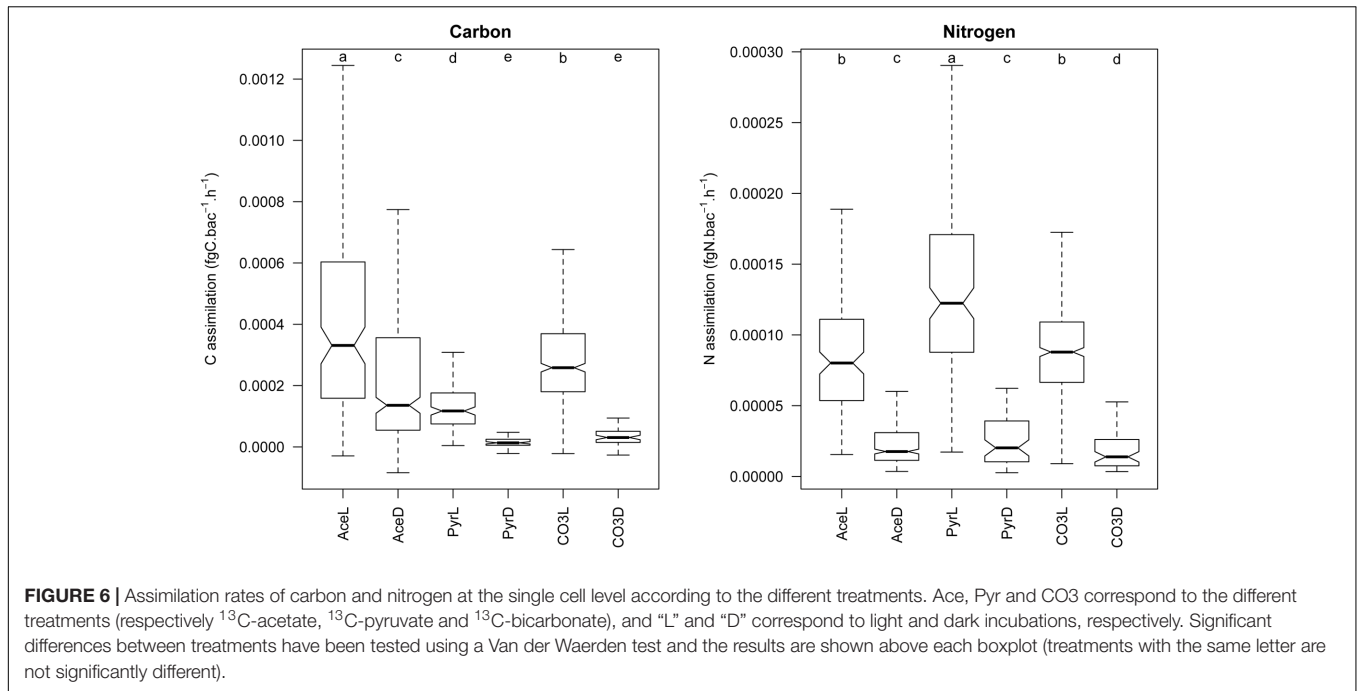 Carbon
a c d e b e
0.0012
0.0010
0.0008
0.0006
0.0004
0.0002
0.0000
C assimilation (fgC.bac⁻¹.h⁻¹)
AceL
AceD
PyrL
PyrD
CO3L
CO3D
Nitrogen
b c a c b d
0.00030
0.00025
0.00020
0.00015
0.00010
0.00005
0.00000
N assimilation (fgN.bac⁻¹.h⁻¹)
AceL
AceD
PyrL
PyrD
CO3L
CO3D
FIGURE 6 | Assimilation rates of carbon and nitrogen at the single cell level according to the different treatments. Ace, Pyr and CO3 correspond to the different
treatments (respectively ¹³C-acetate, ¹³C-pyruvate and ¹³C-bicarbonate), and “L” and “D” correspond to light and dark incubations, respectively. Significant
differences between treatments have been tested using a Van der Waerden test and the results are shown above each boxplot (treatments with the same letter are
not significantly different).